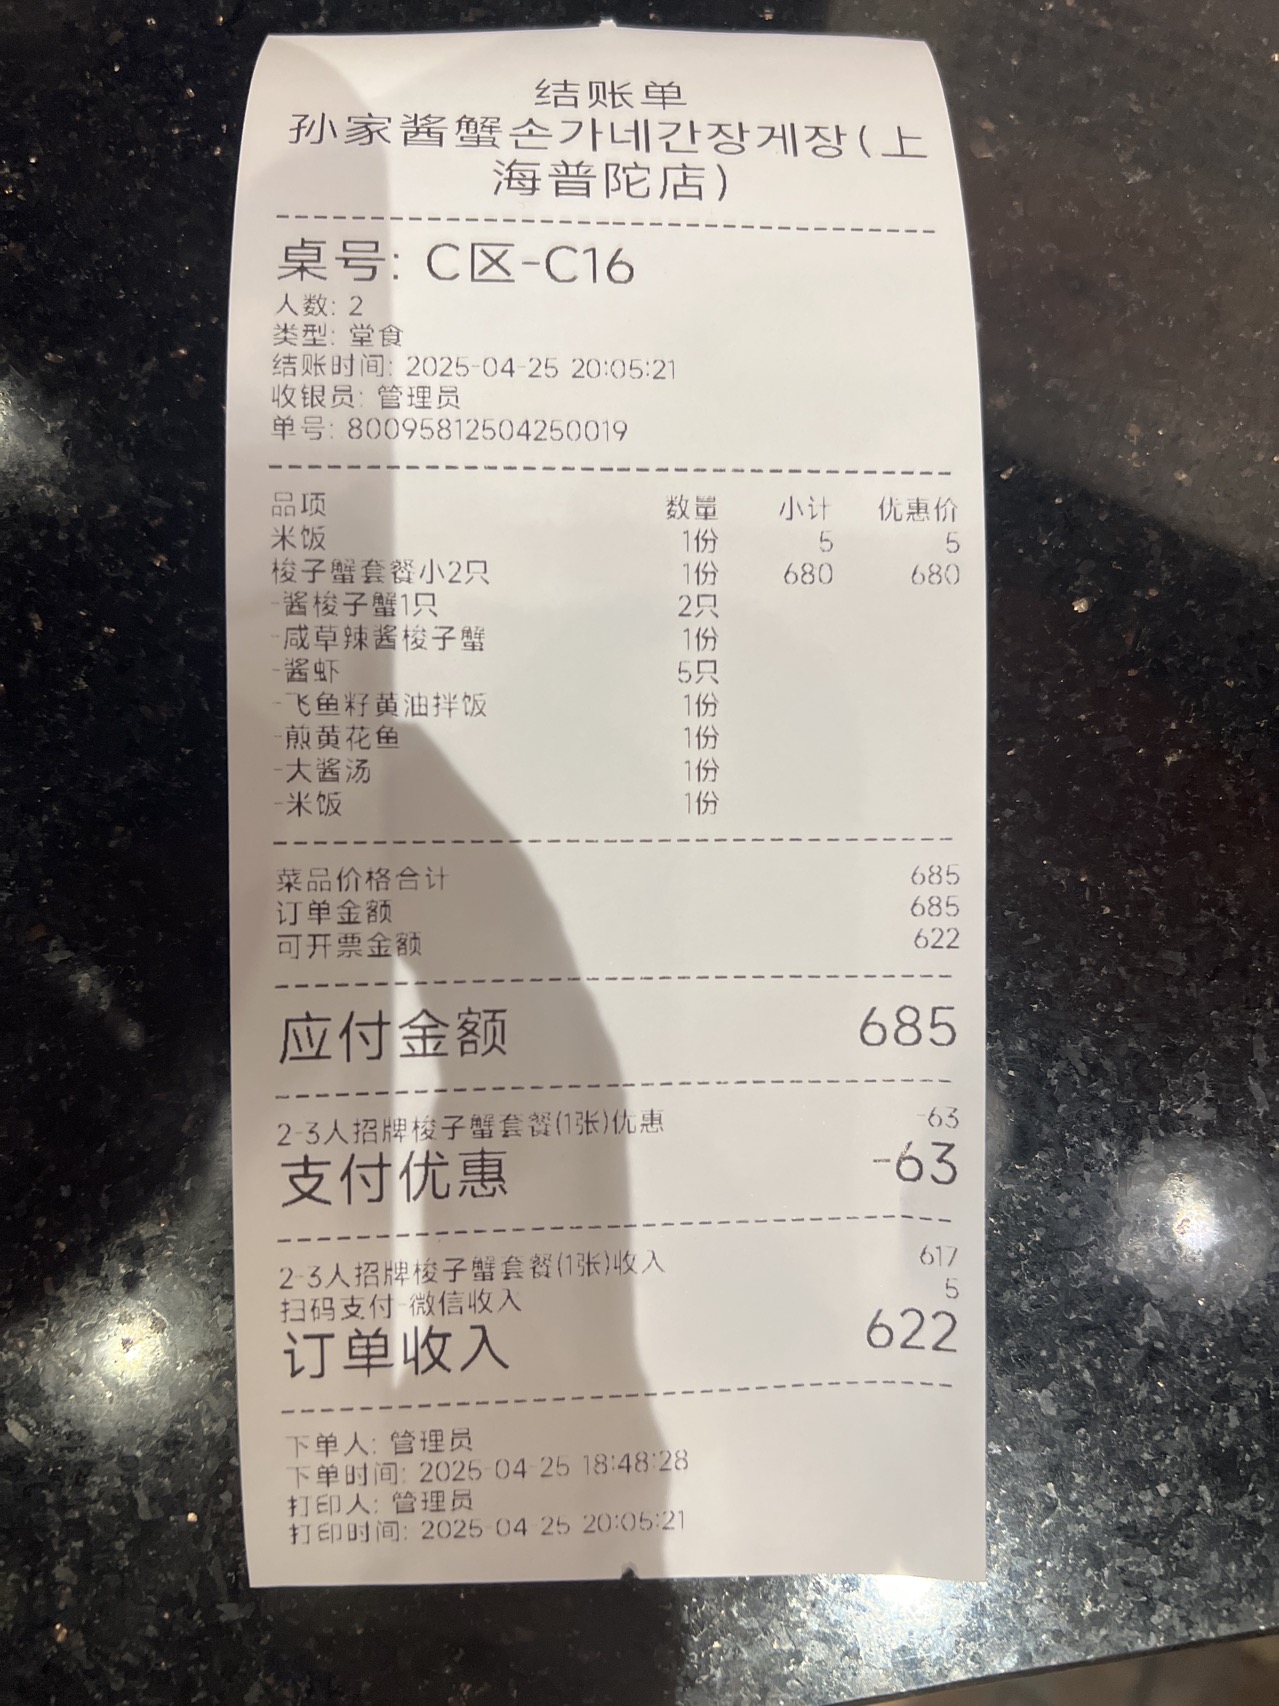 结账单
孙家酱蟹손가네간장게장(上
海普陀店)
桌号: C区-C16
人数: 2
类型: 堂食
结账时间: 2025-04-25 20:05:21
收银员: 管理员
单号: 80095812504250019
品项 数量 小计 优惠价
米饭 1份 5 5
梭子蟹套餐小2只 1份 680 680
-酱梭子蟹1只 2只
-咸草辣酱梭子蟹 1份
-酱虾 5只
-飞鱼籽黄油拌饭 1份
-煎黄花鱼 1份
-大酱汤 1份
-米饭 1份
菜品价格合计 685
订单金额 685
可开票金额 622
应付金额 685
2-3人招牌梭子蟹套餐(1张)优惠 -63
支付优惠 -63
2-3人招牌梭子蟹套餐(1张)收入 617
扫码支付-微信收入 5
订单收入 622
下单人: 管理员
下单时间: 2025-04-25 18:48:28
打印人: 管理员
打印时间: 2025-04-25 20:05:21